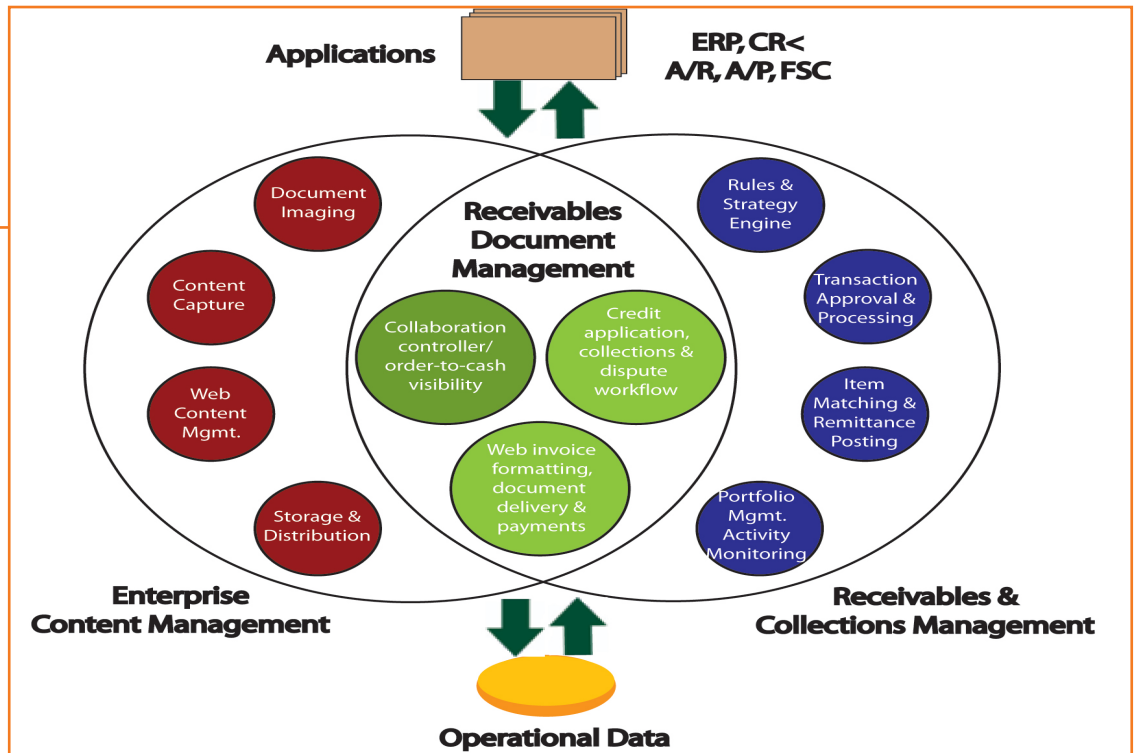 Applications
ERP, CR<
A/R, A/P, FSC
Document
Imaging
Content
Capture
Web
Content
Mgmt.
Storage &
Distribution
Receivables
Document
Management
Collaboration
controller/
order-to-cash
visibility
Credit
application,
collections &
dispute
workflow
Web invoice
formatting,
document
delivery &
payments
Rules &
Strategy
Engine
Transaction
Approval &
Processing
Item
Matching &
Remittance
Posting
Portfolio
Mgmt.
Activity
Monitoring
Enterprise
Content Management
Receivables &
Collections Management
Operational Data